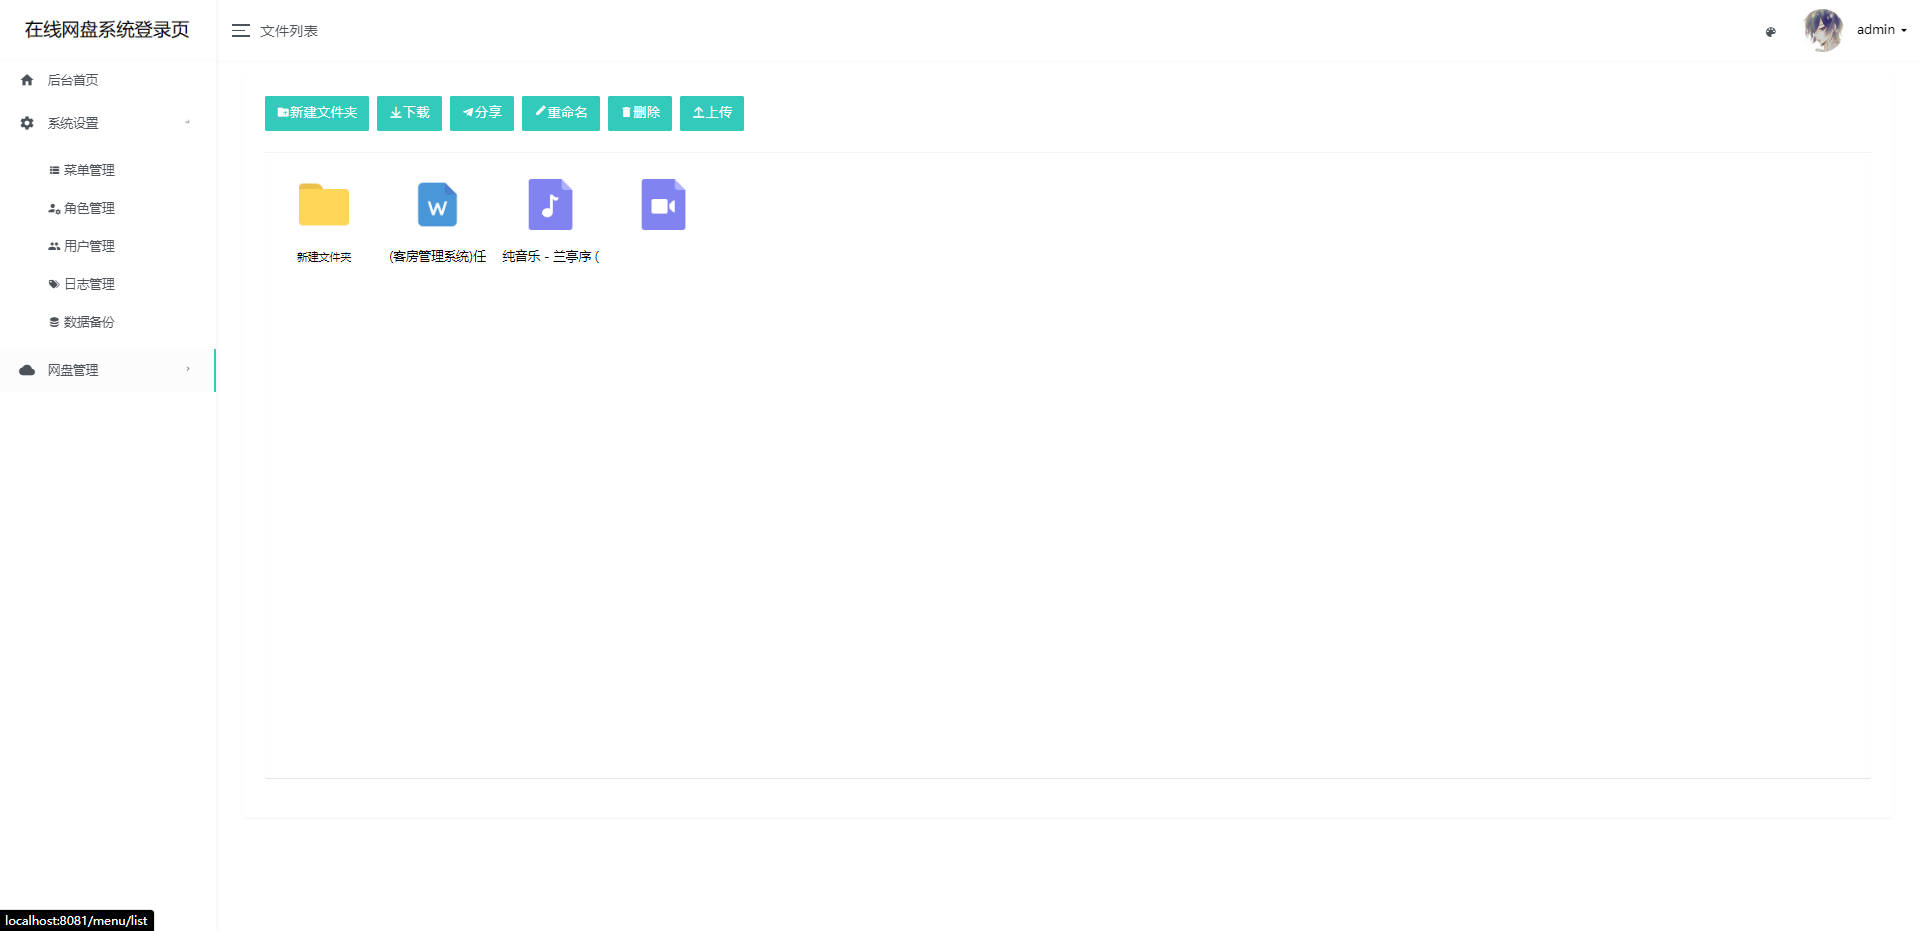 在线网盘系统登录页
文件列表
admin
后台首页
系统设置
菜单管理
角色管理
用户管理
日志管理
数据备份
网盘管理
新建文件夹 下载 分享 重命名 删除 上传
新建文件夹 (客房管理系统)任 纯音乐 - 兰亭序 (
W
localhost:8081/menu/list